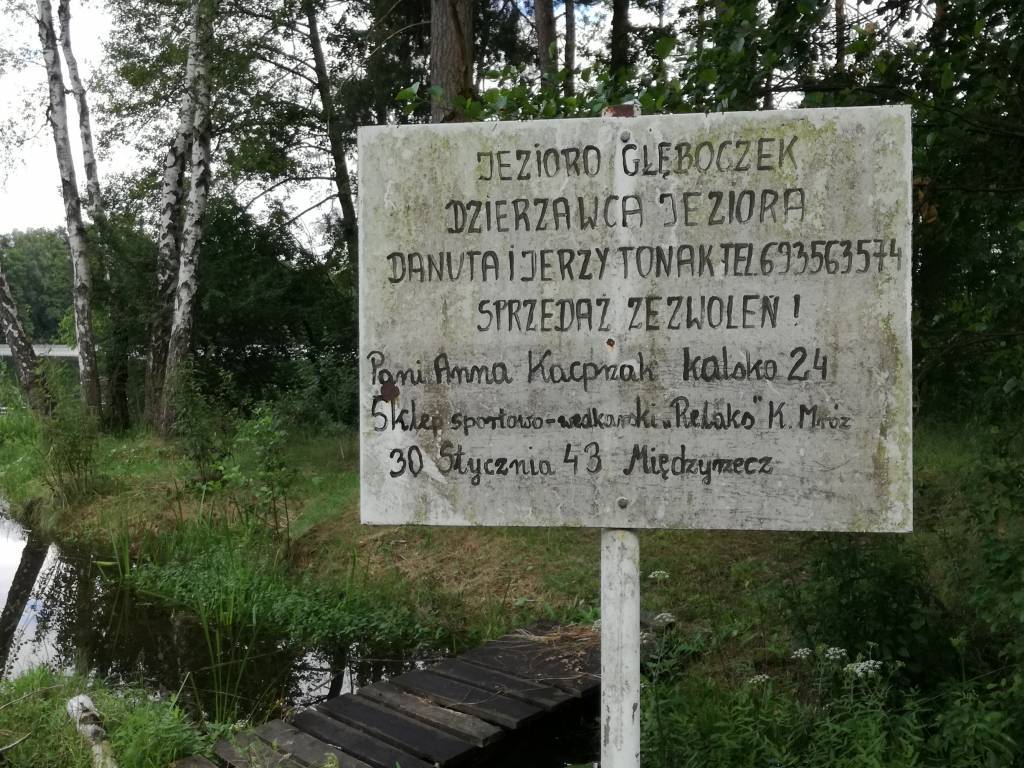 JEZIORO GŁĘBOCZEK
DZIERZAWCA JEZIORA
DANUTA i JERZY TONAK TEL 693563574
SPRZEDAŻ ZEZWOLEŃ!
Pani Anna Kacprzak kalsko 24
Sklep sportowo-wędkarski „Relaks" K. Mróz
30 Stycznia 43 Międzyrzecz